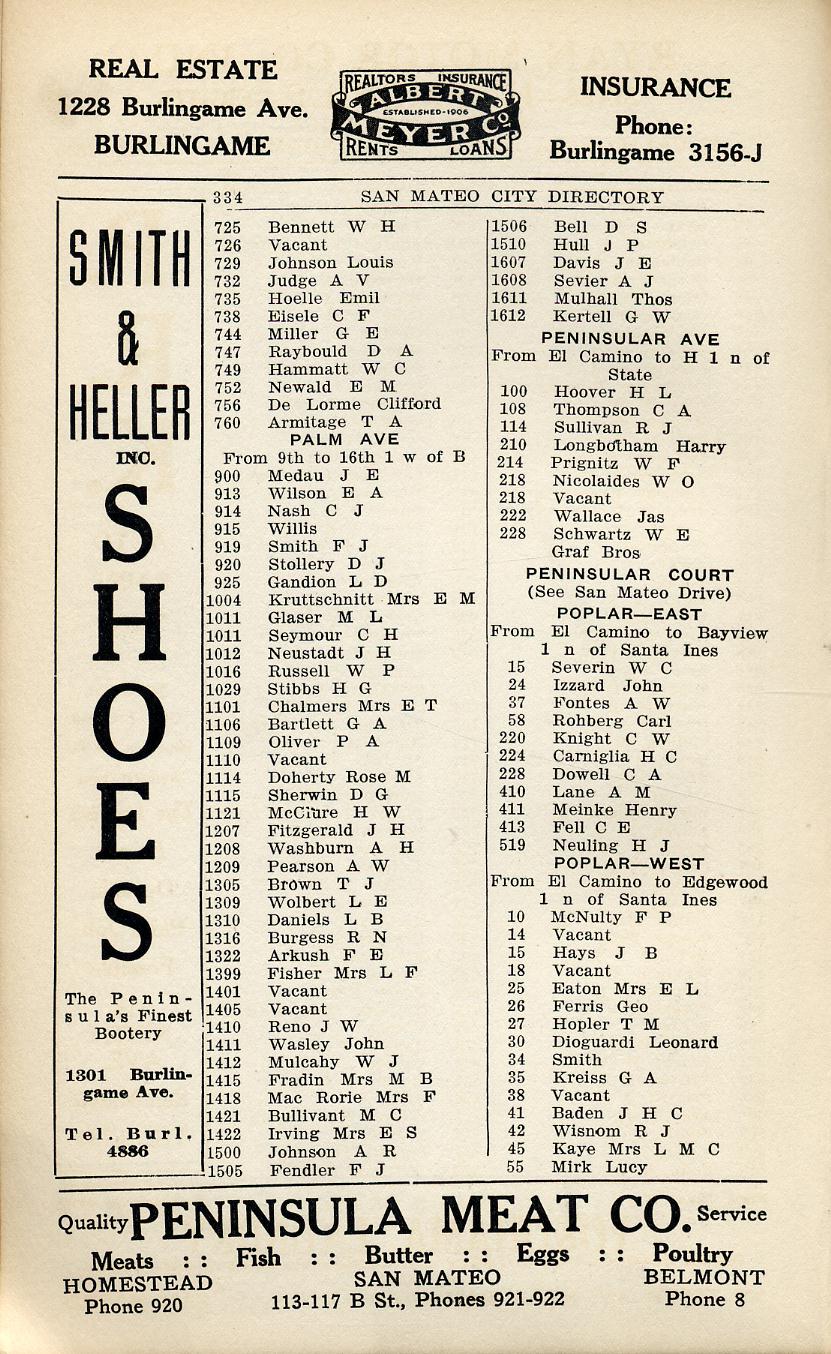 REAL ESTATE
1228 Burlingame Ave.
BURLINGAME
REALTORS INSURANCE
ALBERT
ESTABLISHED-1906
MEYER Co
RENTS LOANS
INSURANCE
Phone:
Burlingame 3156-J
334 SAN MATEO CITY DIRECTORY
SMITH
&
HELLER
INC.
S
H
O
E
S
The Penin-
sula's Finest
Bootery
1301 Burlin-
game Ave.
Tel. Burl.
4886
725 Bennett W H
726 Vacant
729 Johnson Louis
732 Judge A V
735 Hoelle Emil
738 Eisele C F
744 Miller G E
747 Raybould D A
749 Hammatt W C
752 Newald E M
756 De Lorme Clifford
760 Armitage T A
PALM AVE
From 9th to 16th 1 w of B
900 Medau J E
913 Wilson E A
914 Nash C J
915 Willis
919 Smith F J
920 Stollery D J
925 Gandion L D
1004 Kruttschnitt Mrs E M
1011 Glaser M L
1011 Seymour C H
1012 Neustadt J H
1016 Russell W P
1029 Stibbs H G
1101 Chalmers Mrs E T
1106 Bartlett G A
1109 Oliver P A
1110 Vacant
1114 Doherty Rose M
1115 Sherwin D G
1121 McClure H W
1207 Fitzgerald J H
1208 Washburn A H
1209 Pearson A W
1305 Brown T J
1309 Wolbert L E
1310 Daniels L B
1316 Burgess R N
1322 Arkush F E
1399 Fisher Mrs L F
1401 Vacant
1405 Vacant
1410 Reno J W
1411 Wasley John
1412 Mulcahy W J
1415 Fradin Mrs M B
1418 Mac Rorie Mrs F
1421 Bullivant M C
1422 Irving Mrs E S
1500 Johnson A R
1505 Fendler F J
1506 Bell D S
1510 Hull J P
1607 Davis J E
1608 Sevier A J
1611 Mulhall Thos
1612 Kertell G W
PENINSULAR AVE
From El Camino to H 1 n of
State
100 Hoover H L
108 Thompson C A
114 Sullivan R J
210 Longbotham Harry
214 Prignitz W F
218 Nicolaides W O
218 Vacant
222 Wallace Jas
228 Schwartz W E
Graf Bros
PENINSULAR COURT
(See San Mateo Drive)
POPLAR—EAST
From El Camino to Bayview
1 n of Santa Ines
15 Severin W C
24 Izzard John
37 Fontes A W
58 Rohberg Carl
220 Knight C W
224 Carniglia H C
228 Dowell C A
410 Lane A M
411 Meinke Henry
413 Fell C E
519 Neuling H J
POPLAR—WEST
From El Camino to Edgewood
1 n of Santa Ines
10 McNulty F P
14 Vacant
15 Hays J B
18 Vacant
25 Eaton Mrs E L
26 Ferris Geo
27 Hopler T M
30 Dioguardi Leonard
34 Smith
35 Kreiss G A
38 Vacant
41 Baden J H C
42 Wisnom R J
45 Kaye Mrs L M C
55 Mirk Lucy
Quality PENINSULA MEAT CO. Service
Meats :: Fish :: Butter :: Eggs :: Poultry
HOMESTEAD SAN MATEO BELMONT
Phone 920 113-117 B St., Phones 921-922 Phone 8